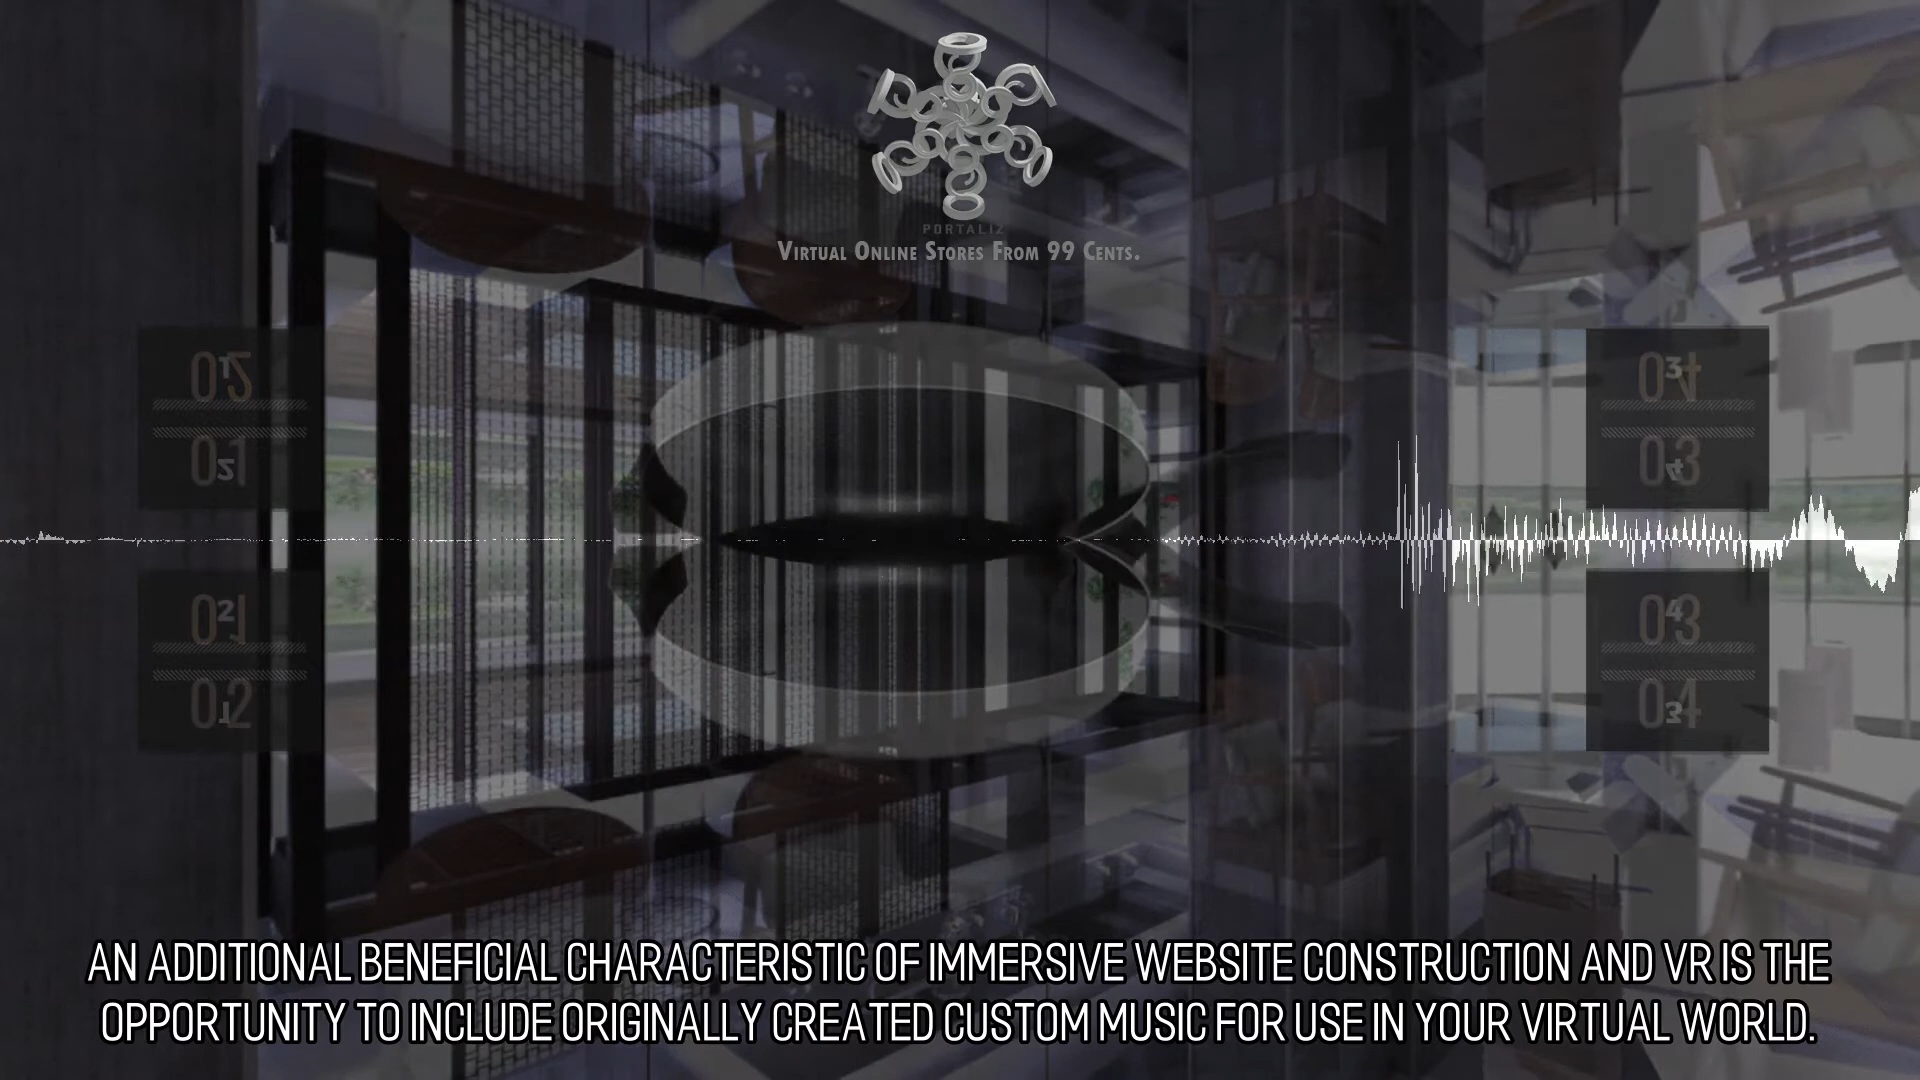 PORTALIZ
VIRTUAL ONLINE STORES FROM 99 CENTS.
02
01
04
03
02
01
03
04
AN ADDITIONAL BENEFICIAL CHARACTERISTIC OF IMMERSIVE WEBSITE CONSTRUCTION AND VR IS THE
OPPORTUNITY TO INCLUDE ORIGINALLY CREATED CUSTOM MUSIC FOR USE IN YOUR VIRTUAL WORLD.